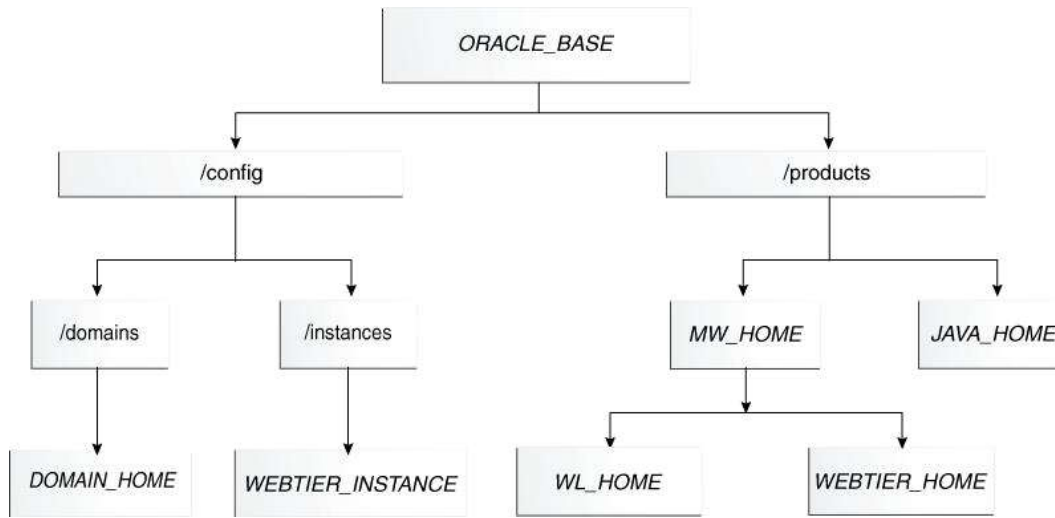 ORACLE_BASE
/config
/products
/domains
/instances
MW_HOME
JAVA_HOME
DOMAIN_HOME
WEBTIER_INSTANCE
WL_HOME
WEBTIER_HOME